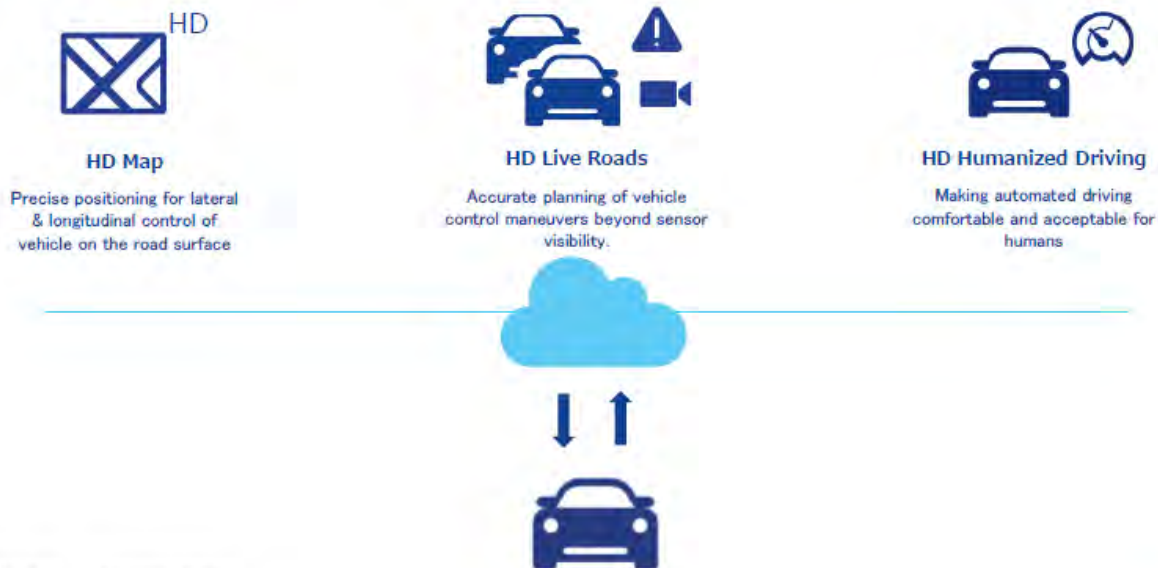 HD
HD Map
Precise positioning for lateral
& longitudinal control of
vehicle on the road surface
HD Live Roads
Accurate planning of vehicle
control maneuvers beyond sensor
visibility.
HD Humanized Driving
Making automated driving
comfortable and acceptable for
humans